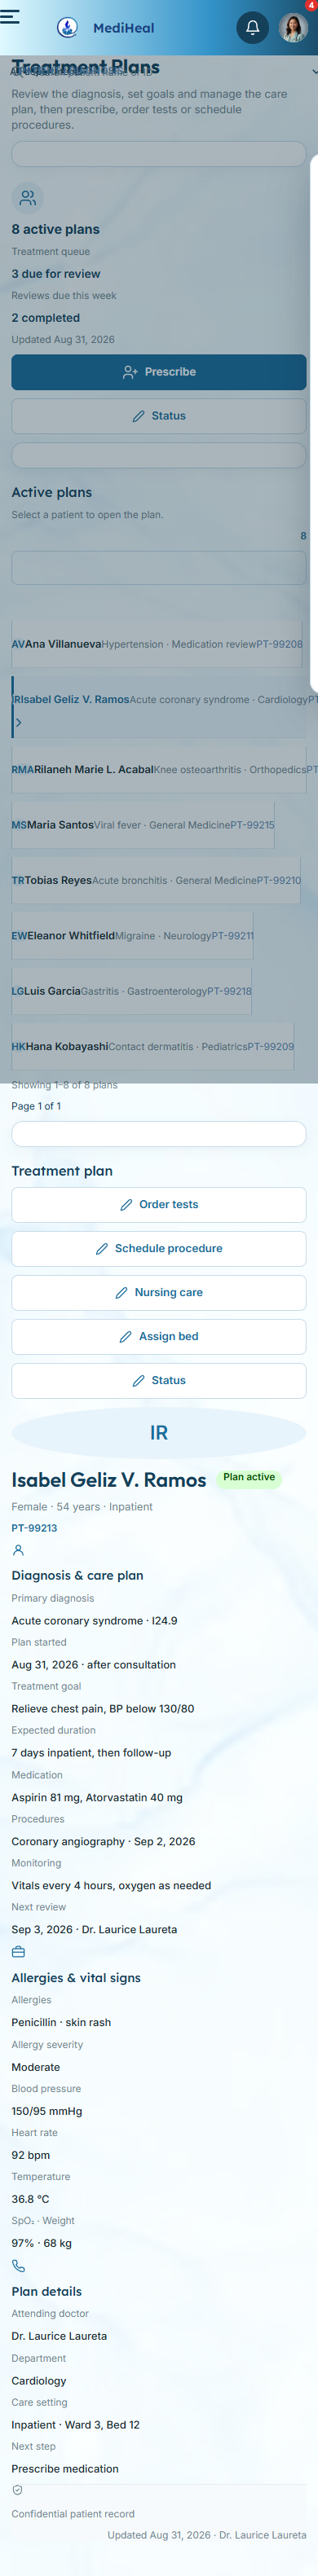 4
MediHeal
Treatment Plans
Review the diagnosis, set goals and manage the care
plan, then prescribe, order tests or schedule
procedures.
8 active plans
Treatment queue
3 due for review
Reviews due this week
2 completed
Updated Aug 31, 2026
Prescribe
Status
Active plans
Select a patient to open the plan.
8
AV Ana Villanueva Hypertension · Medication review PT-99208
Isabel Geliz V. Ramos Acute coronary syndrome · Cardiology
RMA Rilaneh Marie L. Acabal Knee osteoarthritis · Orthopedics
MS Maria Santos Viral fever · General Medicine PT-99215
TR Tobias Reyes Acute bronchitis · General Medicine PT-99210
EW Eleanor Whitfield Migraine · Neurology PT-99211
LG Luis Garcia Gastritis · Gastroenterology PT-99218
HK Hana Kobayashi Contact dermatitis · Pediatrics PT-99209
Showing 1–8 of 8 plans
Page 1 of 1
Treatment plan
Order tests
Schedule procedure
Nursing care
Assign bed
Status
IR
Isabel Geliz V. Ramos Plan active
Female · 54 years · Inpatient
PT-99213
Diagnosis & care plan
Primary diagnosis
Acute coronary syndrome · I24.9
Plan started
Aug 31, 2026 · after consultation
Treatment goal
Relieve chest pain, BP below 130/80
Expected duration
7 days inpatient, then follow-up
Medication
Aspirin 81 mg, Atorvastatin 40 mg
Procedures
Coronary angiography · Sep 2, 2026
Monitoring
Vitals every 4 hours, oxygen as needed
Next review
Sep 3, 2026 · Dr. Laurice Laureta
Allergies & vital signs
Allergies
Penicillin · skin rash
Allergy severity
Moderate
Blood pressure
150/95 mmHg
Heart rate
92 bpm
Temperature
36.8 °C
SpO₂ · Weight
97% · 68 kg
Plan details
Attending doctor
Dr. Laurice Laureta
Department
Cardiology
Care setting
Inpatient · Ward 3, Bed 12
Next step
Prescribe medication
Confidential patient record
Updated Aug 31, 2026 · Dr. Laurice Laureta